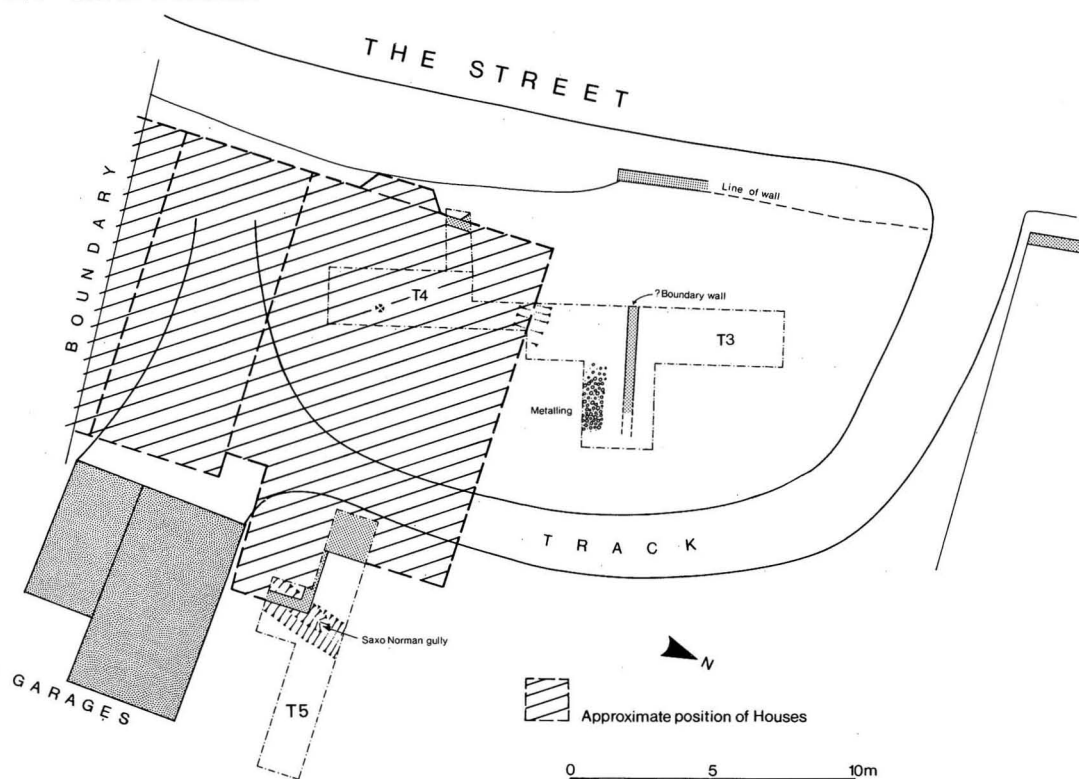 THE STREET
BOUNDARY
Line of wall
T4
?Boundary wall
T3
Metalling
TRACK
Saxo Norman gully
N
GARAGES
T5
Approximate position of Houses
0 5 10m